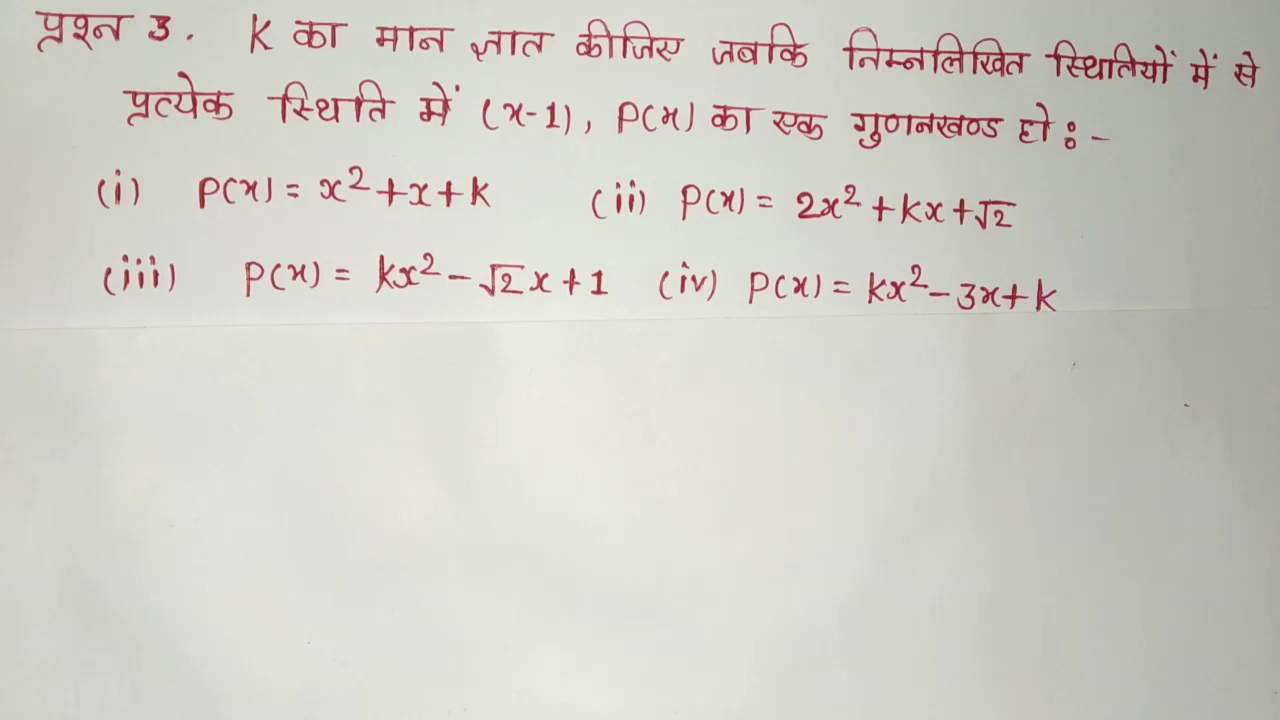 प्रश्न 3. K का मान ज्ञात कीजिए जबकि निम्नलिखित स्थितियों में से
प्रत्येक स्थिति में (x-1), P(x) का एक गुणनखण्ड हो :-
(i) P(x) = x² + x + k (ii) P(x) = 2x² + kx + √2
(iii) P(x) = kx² - √2x + 1 (iv) P(x) = kx² - 3x + k